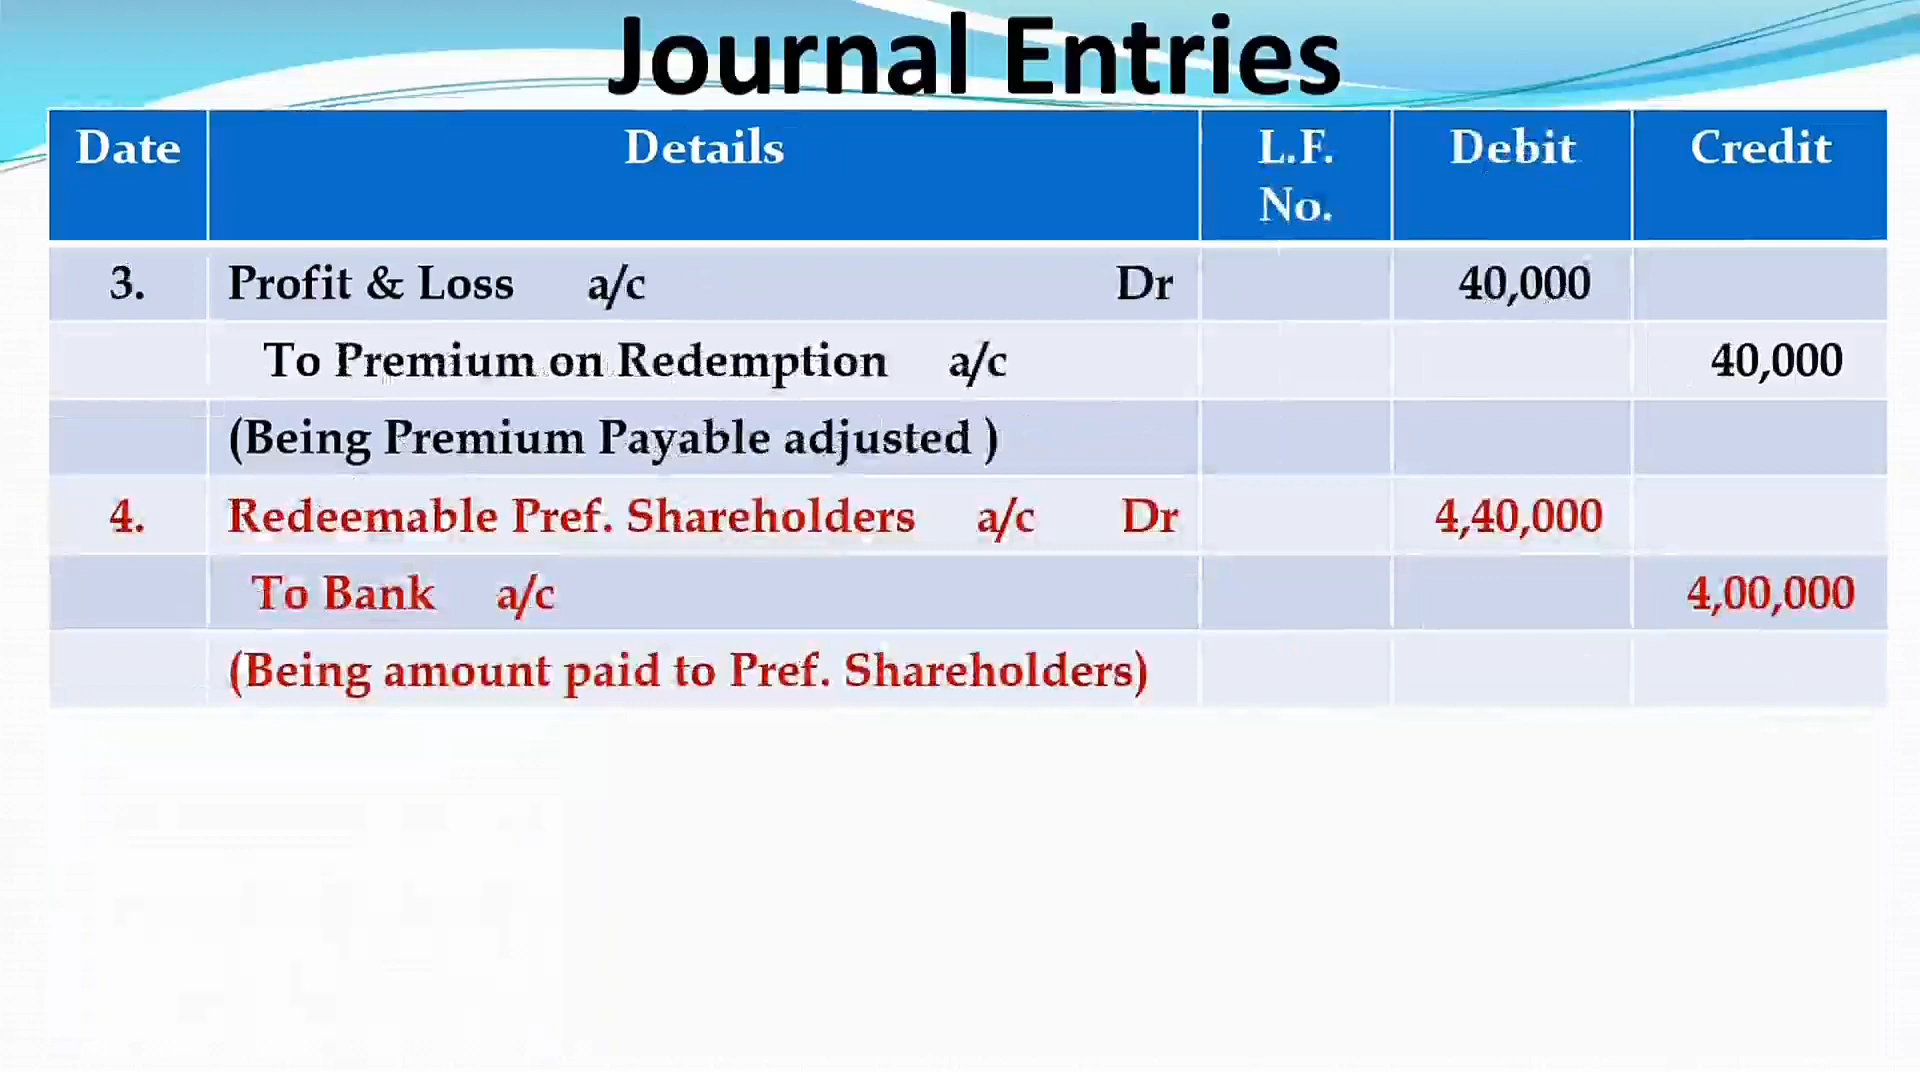 Journal Entries
Date Details L.F. No. Debit Credit
3. Profit & Loss a/c Dr 40,000
To Premium on Redemption a/c 40,000
(Being Premium Payable adjusted )
4. Redeemable Pref. Shareholders a/c Dr 4,40,000
To Bank a/c 4,00,000
(Being amount paid to Pref. Shareholders)